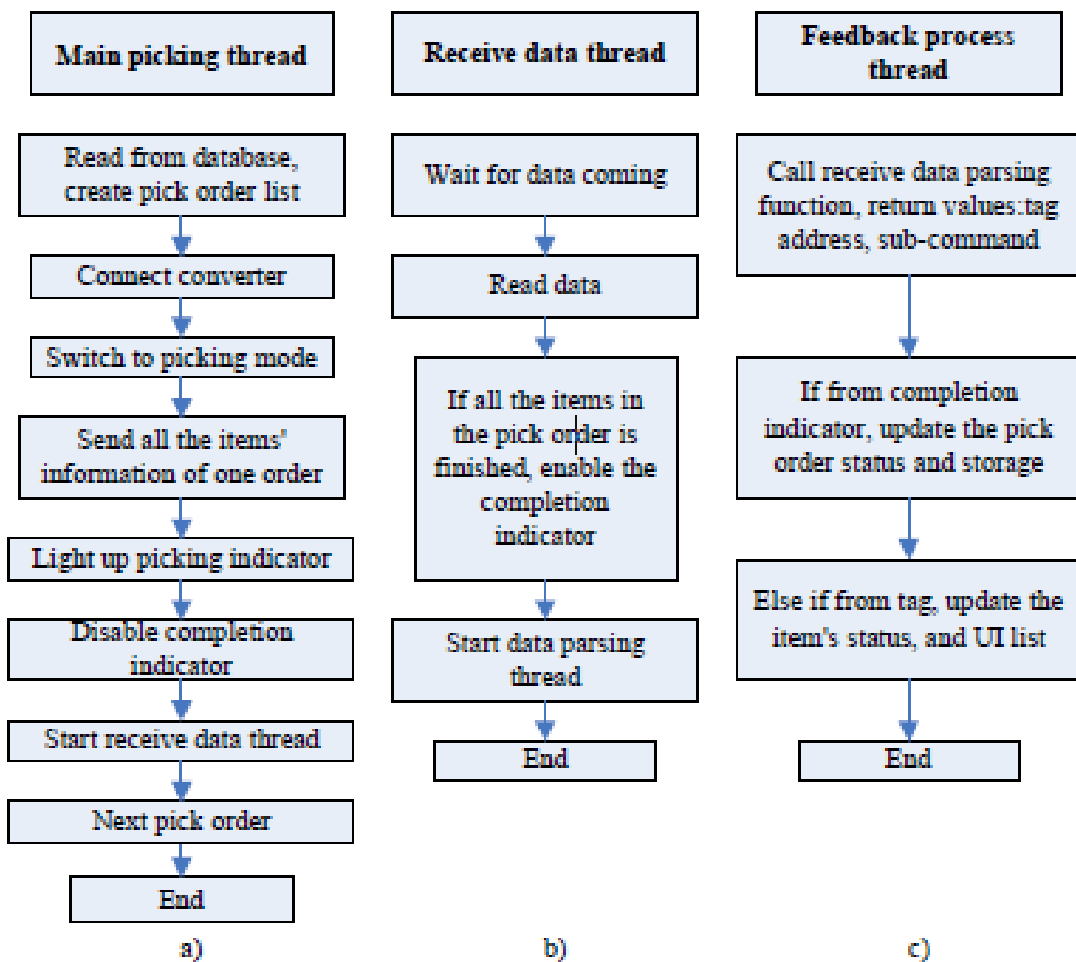 Main picking thread
Read from database,
create pick order list
Connect converter
Switch to picking mode
Send all the items'
information of one order
Light up picking indicator
Disable completion
indicator
Start receive data thread
Next pick order
End
a)
Receive data thread
Wait for data coming
Read data
If all the items in
the pick order is
finished, enable the
completion
indicator
Start data parsing
thread
End
b)
Feedback process
thread
Call receive data parsing
function, return values:tag
address, sub-command
If from completion
indicator, update the pick
order status and storage
Else if from tag, update the
item's status, and UI list
End
c)